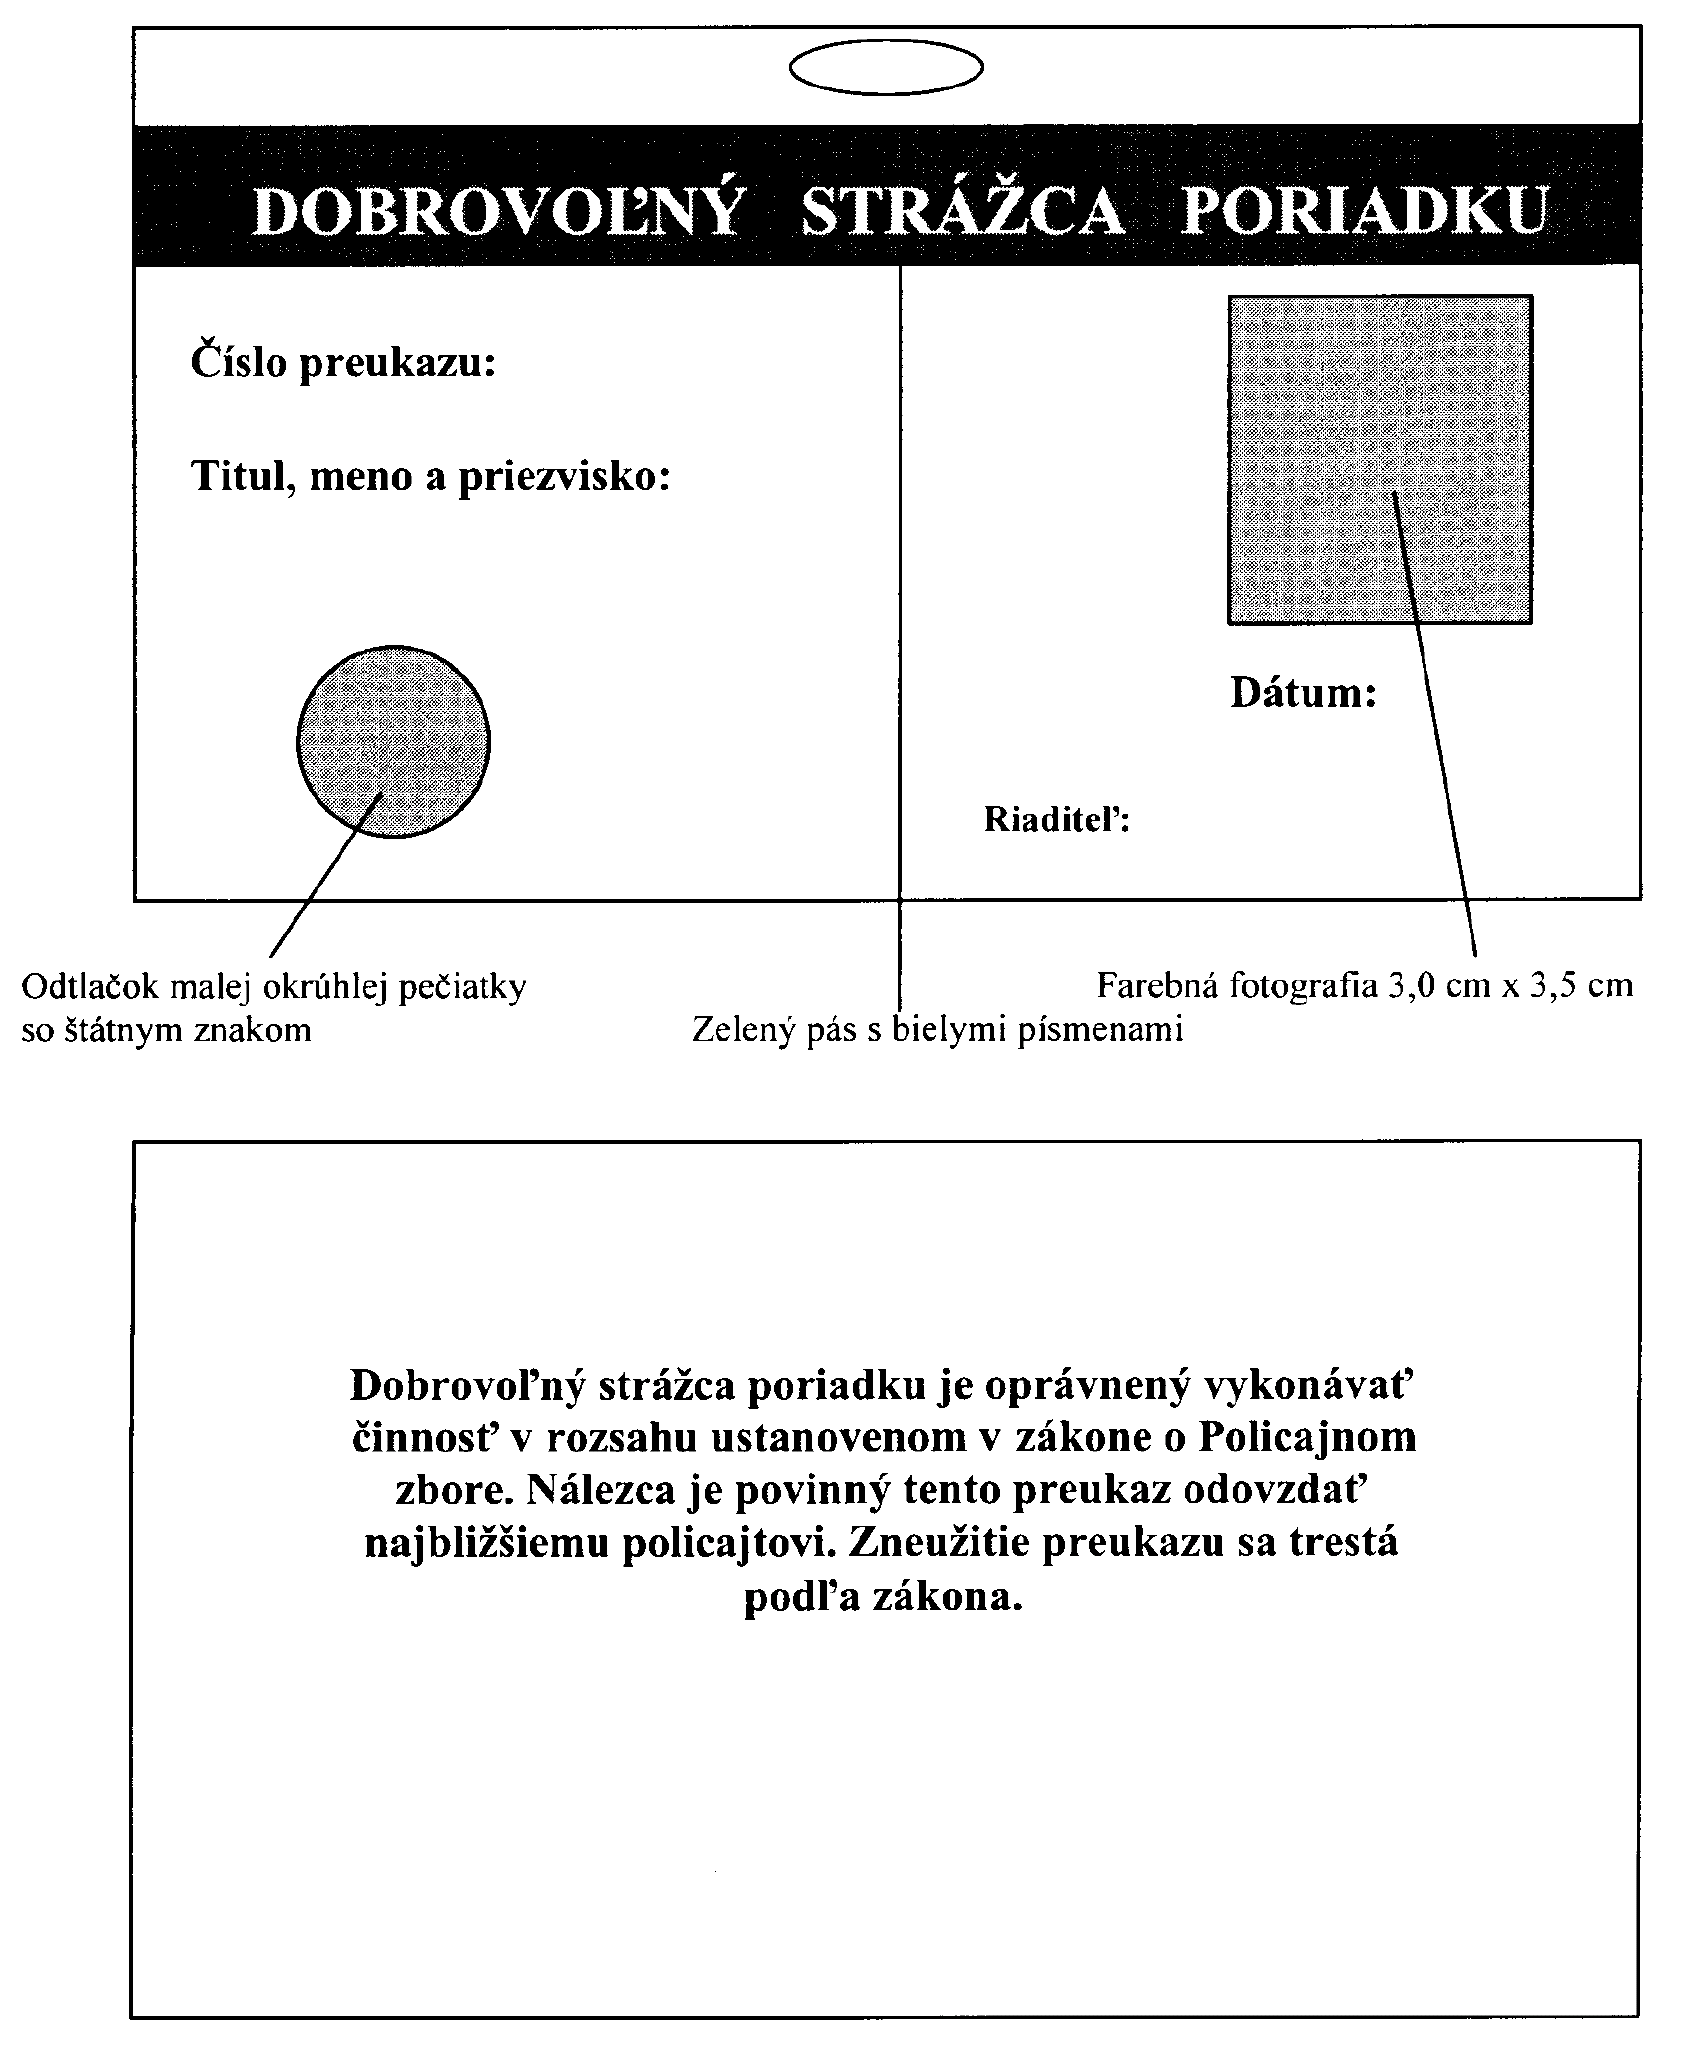 DOBROVOĽNÝ STRÁŽCA PORIADKU
Číslo preukazu:
Titul, meno a priezvisko:
Dátum:
Riaditeľ:
Odtlačok malej okrúhlej pečiatky
so štátnym znakom
Zelený pás s bielymi písmenami
Farebná fotografia 3,0 cm x 3,5 cm
Dobrovoľný strážca poriadku je oprávnený vykonávať
činnosť v rozsahu ustanovenom v zákone o Policajnom
zbore. Nálezca je povinný tento preukaz odovzdať
najbližšiemu policajtovi. Zneužitie preukazu sa trestá
podľa zákona.